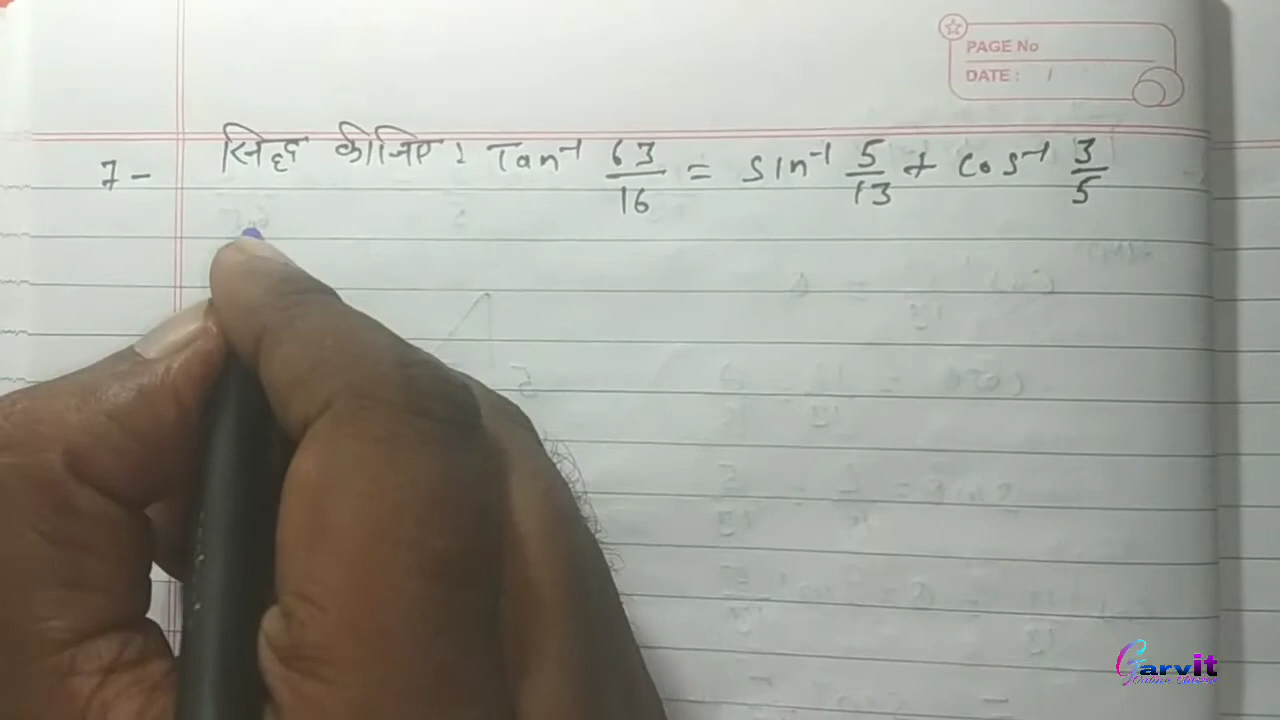 PAGE No
DATE : /
7- सिद्ध कीजिए : Tan⁻¹ 63/16 = sin⁻¹ 5/13 + cos⁻¹ 3/5
Garvit